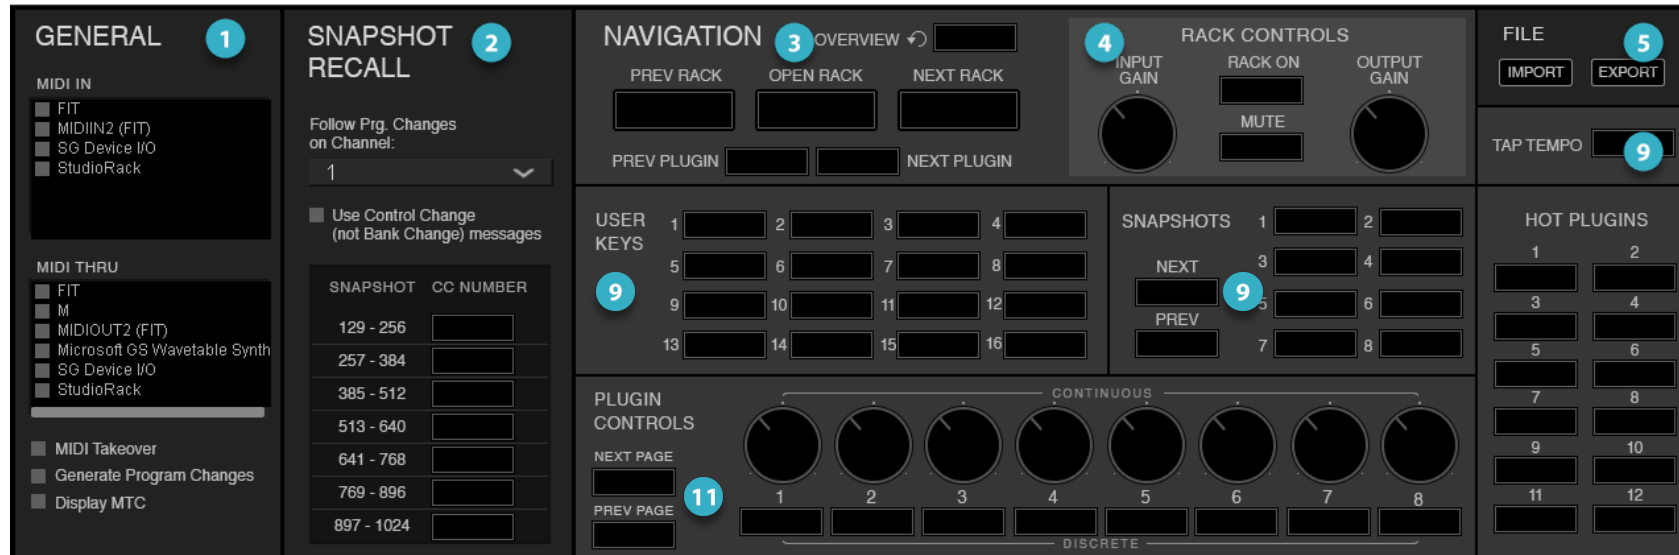 GENERAL 1
MIDI IN
FIT
MIDIIN2 (FIT)
SG Device I/O
StudioRack
MIDI THRU
FIT
M
MIDIOUT2 (FIT)
Microsoft GS Wavetable Synth
SG Device I/O
StudioRack
MIDI Takeover
Generate Program Changes
Display MTC
SNAPSHOT 2
RECALL
Follow Prg. Changes
on Channel:
1
Use Control Change
(not Bank Change) messages
SNAPSHOT CC NUMBER
129 - 256
257 - 384
385 - 512
513 - 640
641 - 768
769 - 896
897 - 1024
NAVIGATION 3 OVERVIEW
PREV RACK OPEN RACK NEXT RACK
PREV PLUGIN NEXT PLUGIN
4 RACK CONTROLS
INPUT
GAIN
RACK ON
MUTE
OUTPUT
GAIN
FILE 5
IMPORT EXPORT
TAP TEMPO 9
USER
KEYS
9
1 2 3 4
5 6 7 8
9 10 11 12
13 14 15 16
SNAPSHOTS
NEXT
PREV
9
1 2
3 4
5 6
7 8
HOT PLUGINS
1 2
3 4
5 6
7 8
9 10
11 12
PLUGIN
CONTROLS
NEXT PAGE
11
PREV PAGE
CONTINUOUS
1 2 3 4 5 6 7 8
DISCRETE